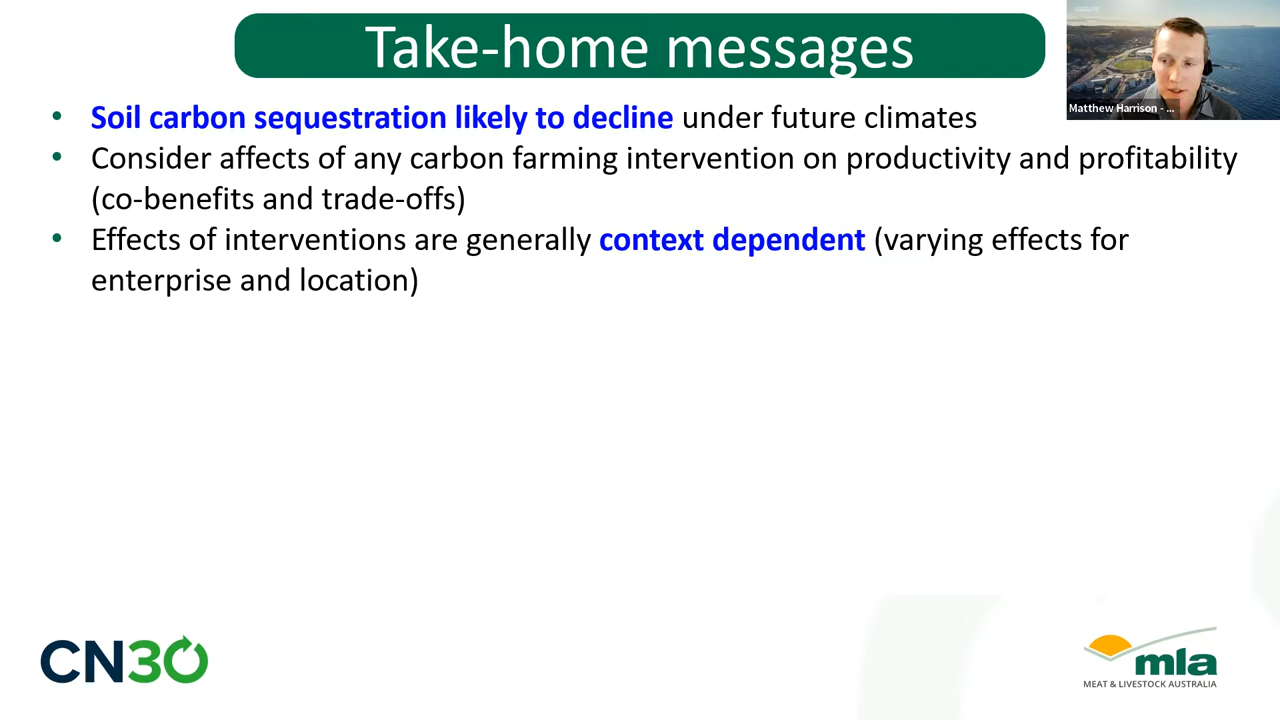 Take-home messages
Matthew Harrison - ...
• Soil carbon sequestration likely to decline under future climates
• Consider affects of any carbon farming intervention on productivity and profitability
(co-benefits and trade-offs)
• Effects of interventions are generally context dependent (varying effects for
enterprise and location)
CN30
mla
MEAT & LIVESTOCK AUSTRALIA